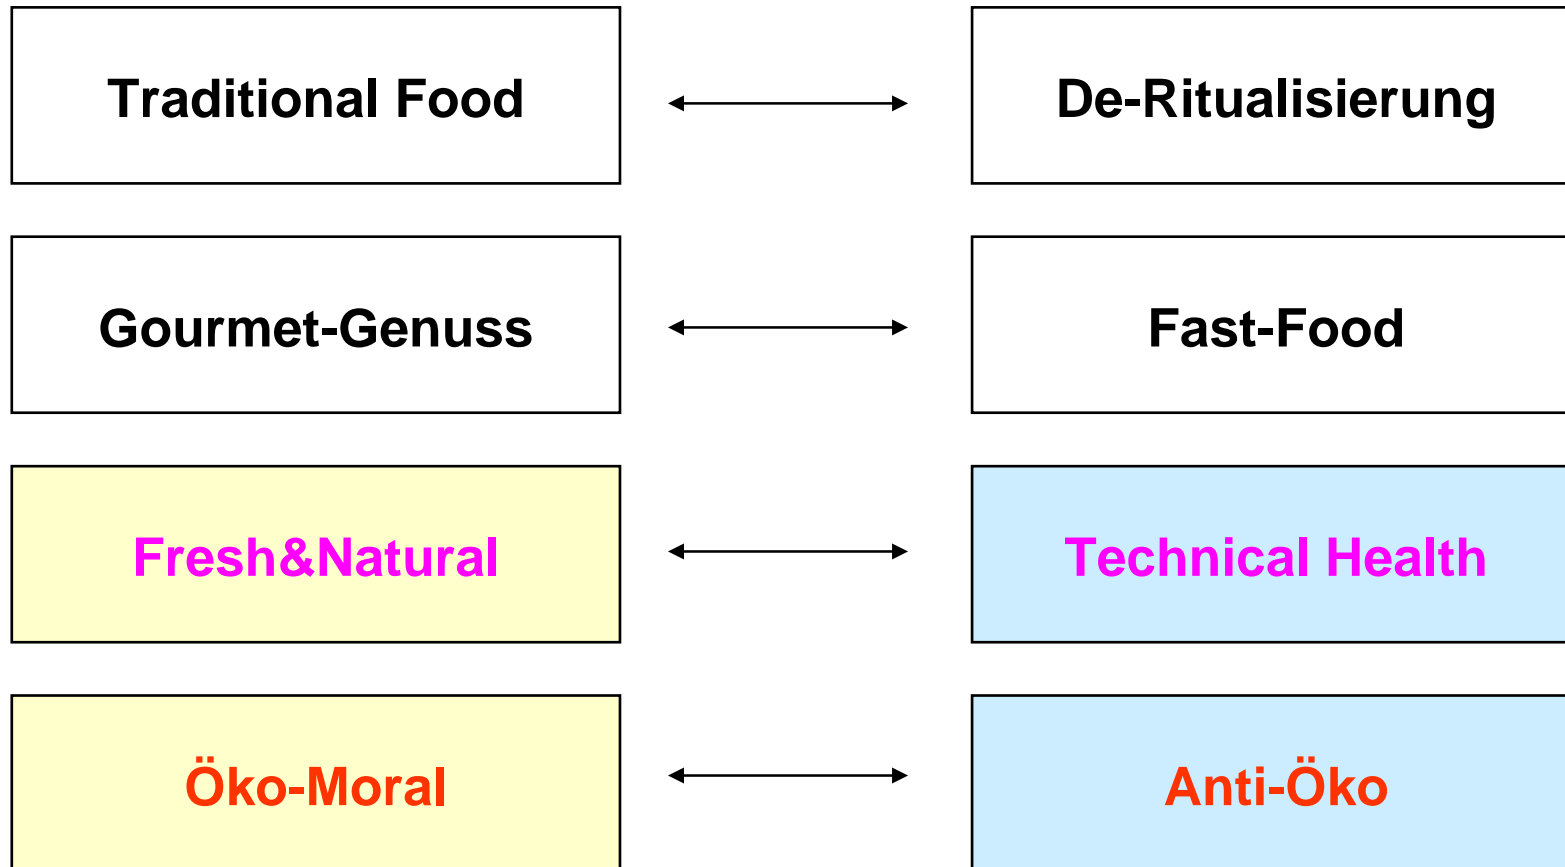 Traditional Food
De-Ritualisierung
Gourmet-Genuss
Fast-Food
Fresh&Natural
Technical Health
Öko-Moral
Anti-Öko